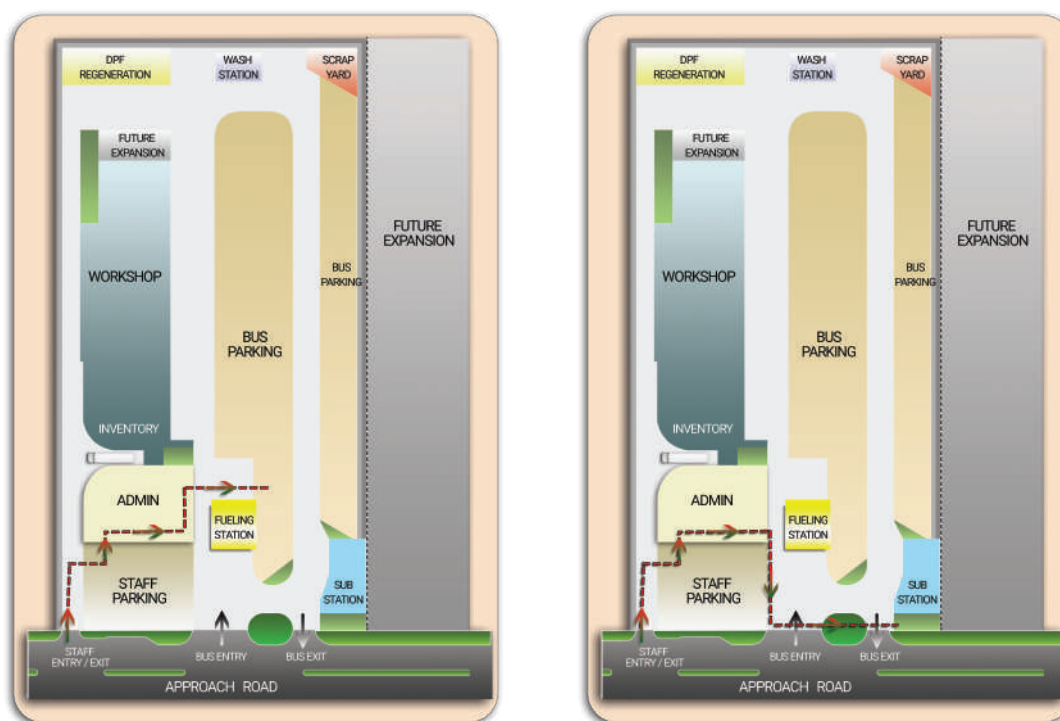 DPF
REGENERATION
WASH
STATION
SCRAP
YARD
FUTURE
EXPANSION
FUTURE
EXPANSION
WORKSHOP
BUS
PARKING
BUS
PARKING
INVENTORY
ADMIN
FUELING
STATION
STAFF
PARKING
SUB
STATION
STAFF
ENTRY / EXIT
BUS ENTRY
BUS EXIT
APPROACH ROAD
DPF
REGENERATION
WASH
STATION
SCRAP
YARD
FUTURE
EXPANSION
FUTURE
EXPANSION
WORKSHOP
BUS
PARKING
BUS
PARKING
INVENTORY
ADMIN
FUELING
STATION
STAFF
PARKING
SUB
STATION
STAFF
ENTRY / EXIT
BUS ENTRY
BUS EXIT
APPROACH ROAD